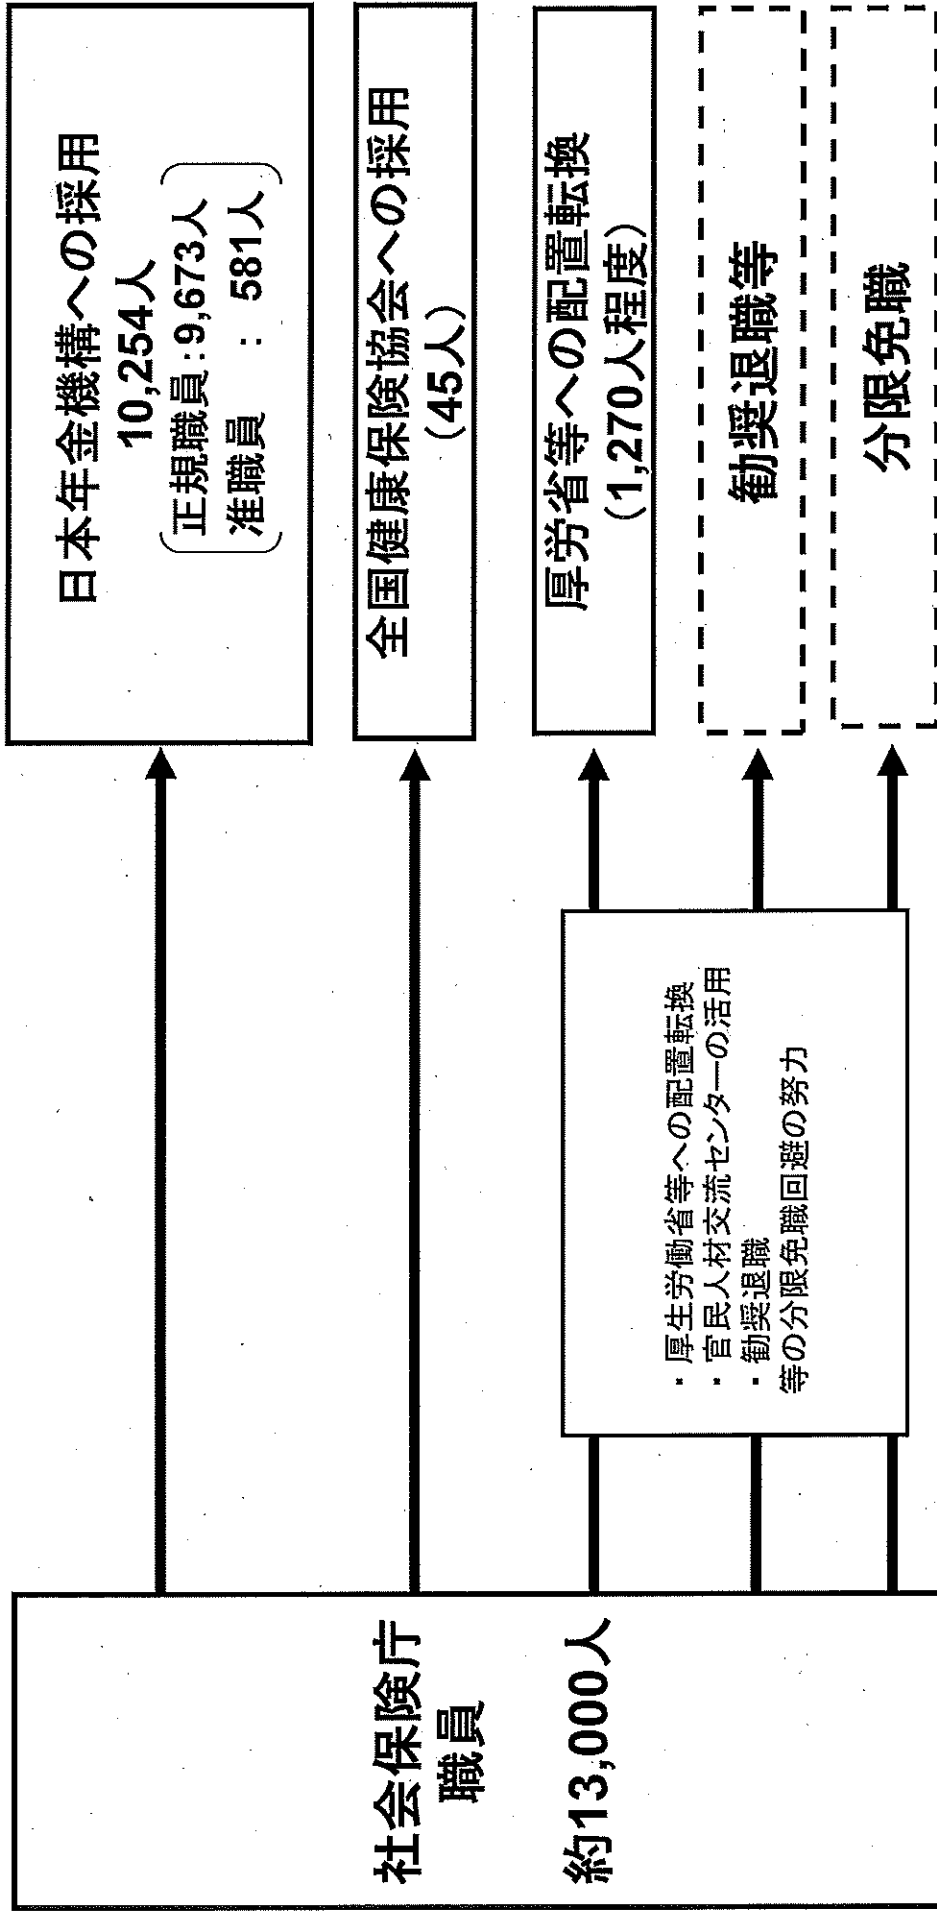 社会保険庁
職員
約13,000人
・厚生労働省等への配置転換
・官民人材交流センターの活用
・勧奨退職
等の分限免職回避の努力
日本年金機構への採用
10,254人
正規職員:9,673人
准職員 : 581人
全国健康保険協会への採用
(45人)
厚労省等への配置転換
(1,270人程度)
勧奨退職等
分限免職